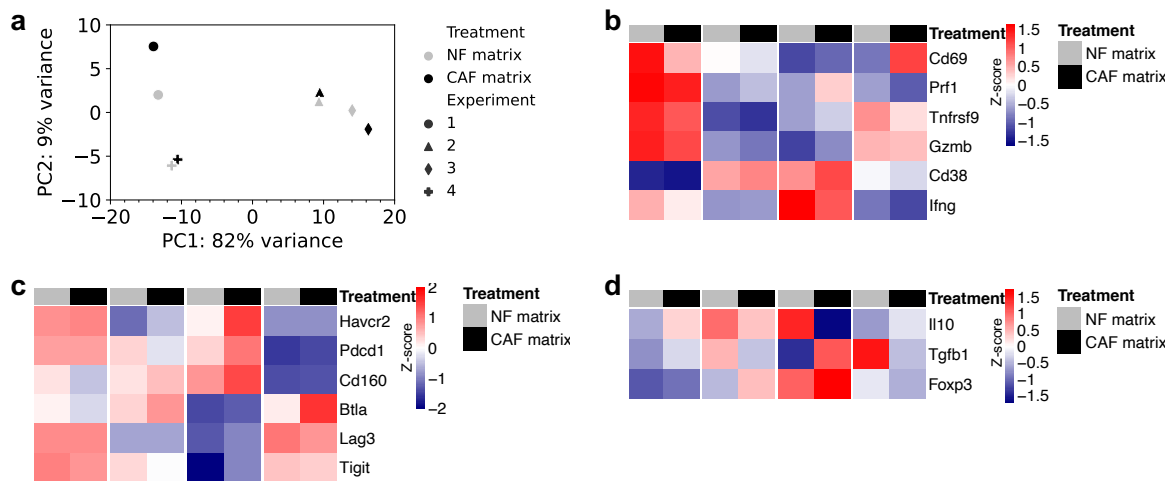 a
10
5
0
−5
−10
−20
−10
0
10
20
PC2: 9% variance
PC1: 82% variance
Treatment
NF matrix
CAF matrix
Experiment
1
2
3
4
b
Treatment
Cd69
Prf1
Tnfrsf9
Gzmb
Cd38
Ifng
Z-score
1.5
1
0.5
0
−0.5
−1
−1.5
Treatment
NF matrix
CAF matrix
c
Treatment
Havcr2
Pdcd1
Cd160
Btla
Lag3
Tigit
Z-score
2
1
0
−1
−2
Treatment
NF matrix
CAF matrix
d
Treatment
Il10
Tgfb1
Foxp3
Z-score
1.5
1
0.5
0
−0.5
−1
−1.5
Treatment
NF matrix
CAF matrix